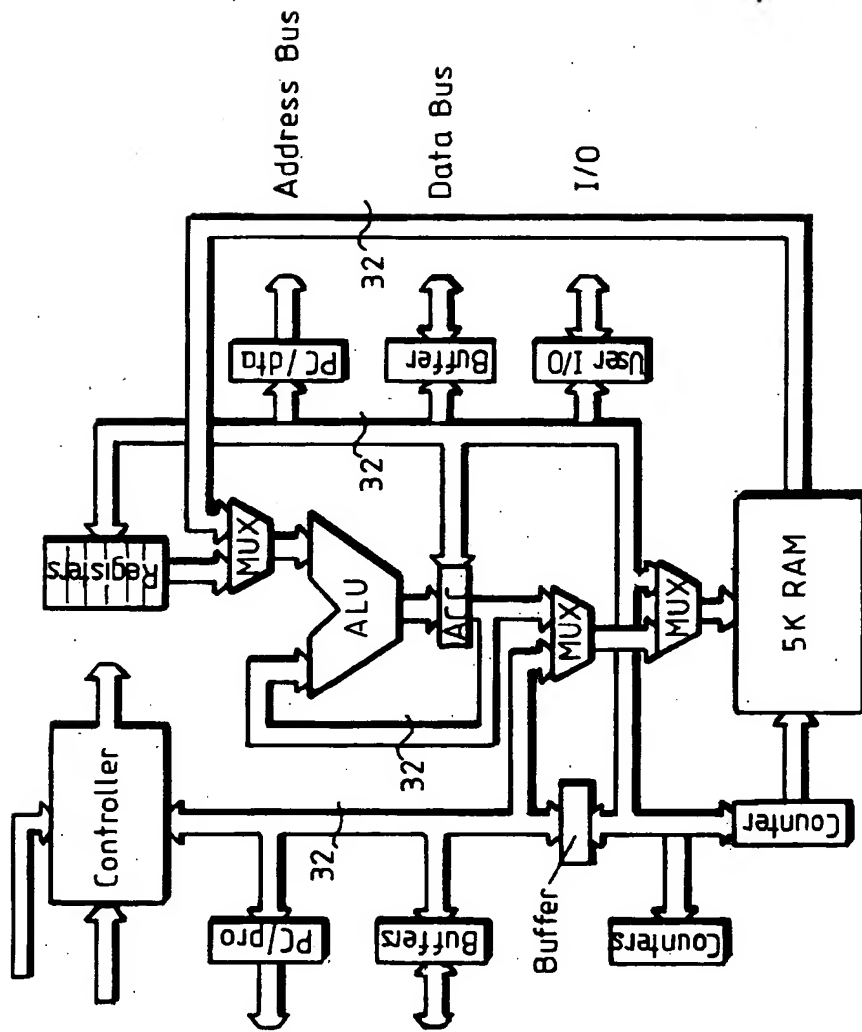 Address Bus
Data Bus
I/O
32
PC/dta
Buffer
User I/O
32
Registers
MUX
ALU
ACC
MUX
MUX
5K RAM
32
Controller
32
Buffer
Counter
PC/pro
Buffers
Counters